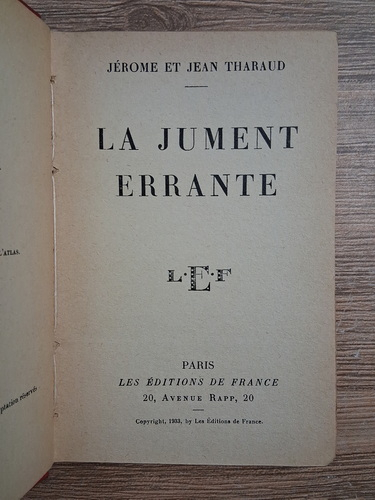 JÉROME ET JEAN THARAUD
LA JUMENT
ERRANTE
L·E·F
PARIS
LES ÉDITIONS DE FRANCE
20, AVENUE RAPP, 20
Copyright, 1933, by Les Éditions de France.
L'ATLAS.
réservés